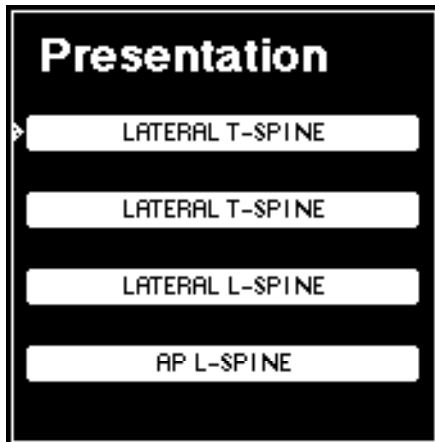 Presentation
LATERAL T-SPINE
LATERAL T-SPINE
LATERAL L-SPINE
AP L-SPINE